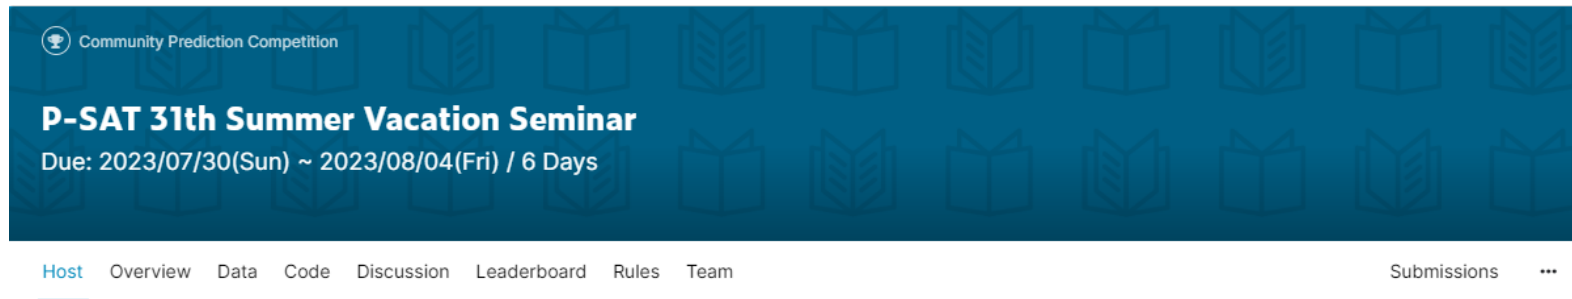 Community Prediction Competition
P-SAT 31th Summer Vacation Seminar
Due: 2023/07/30(Sun) ~ 2023/08/04(Fri) / 6 Days
Host Overview Data Code Discussion Leaderboard Rules Team Submissions •••